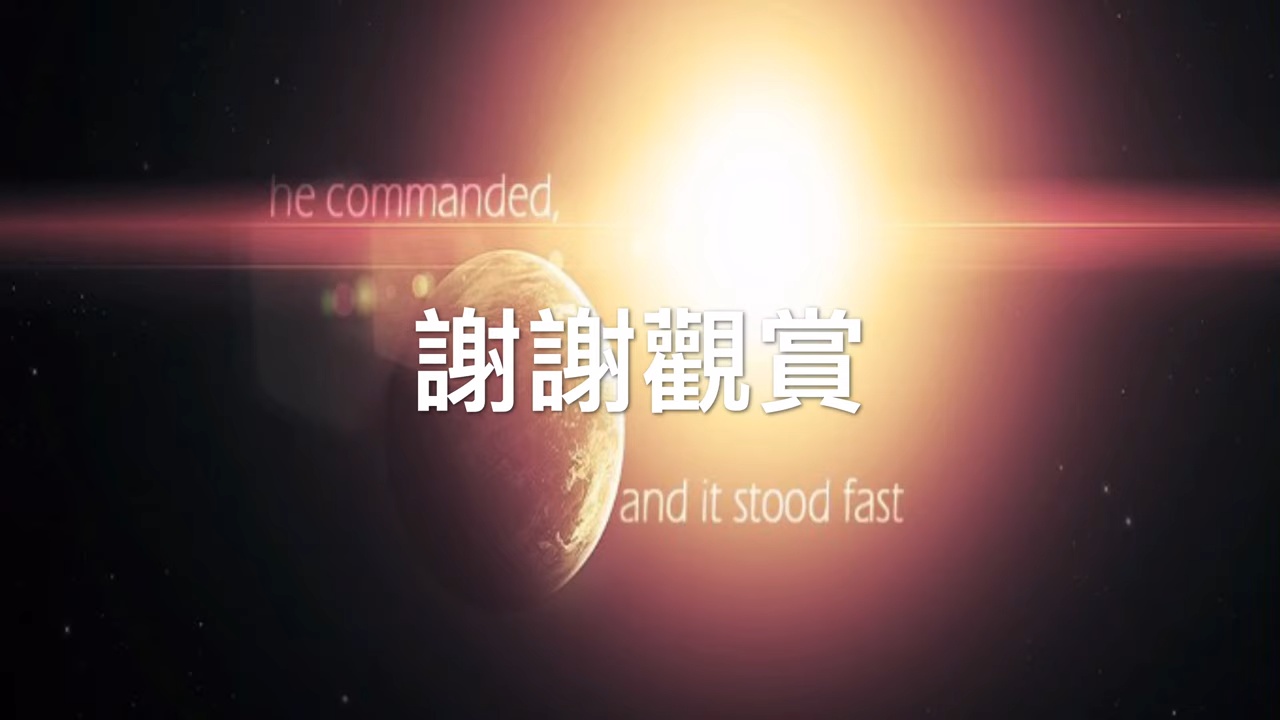 he commanded,
謝謝觀賞
and it stood fast